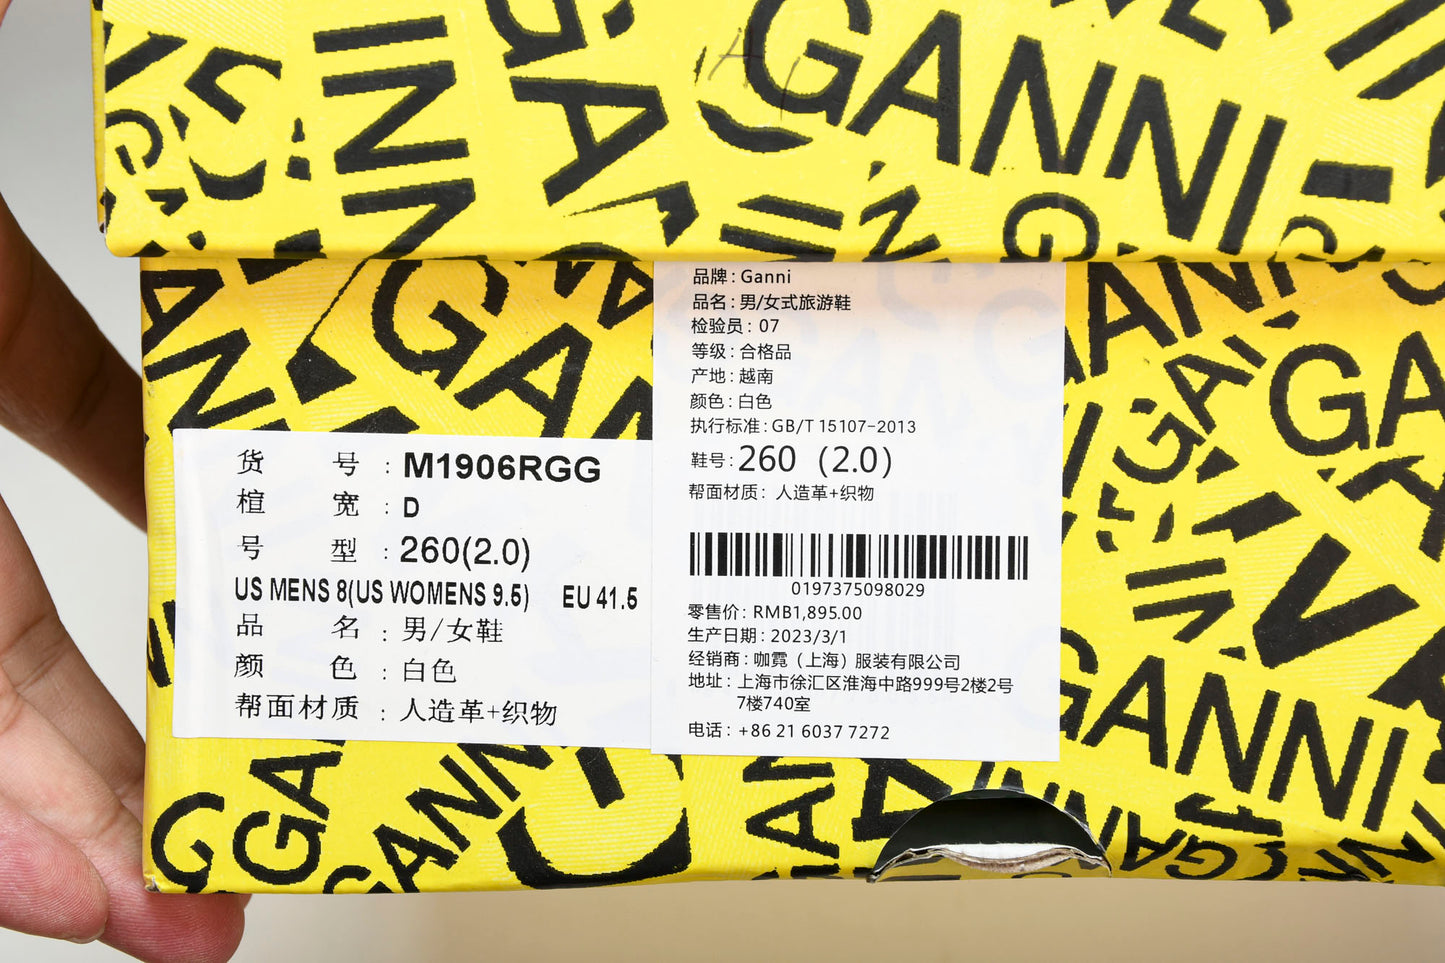 GANNI
GANNI
GANNI
品牌: Ganni
品名: 男/女式旅游鞋
检验员: 07
等级: 合格品
产地: 越南
颜色: 白色
执行标准: GB/T 15107-2013
鞋号: 260 (2.0)
帮面材质: 人造革+织物
0197375098029
零售价: RMB1,895.00
生产日期: 2023/3/1
经销商: 咖霓（上海）服装有限公司
地址: 上海市徐汇区淮海中路999号2楼2号
7楼740室
电话: +86 21 6037 7272
货号: M1906RGG
楦宽: D
号型: 260(2.0)
US MENS 8(US WOMENS 9.5) EU 41.5
品名: 男/女鞋
颜色: 白色
帮面材质: 人造革+织物
GANNI
GANNI